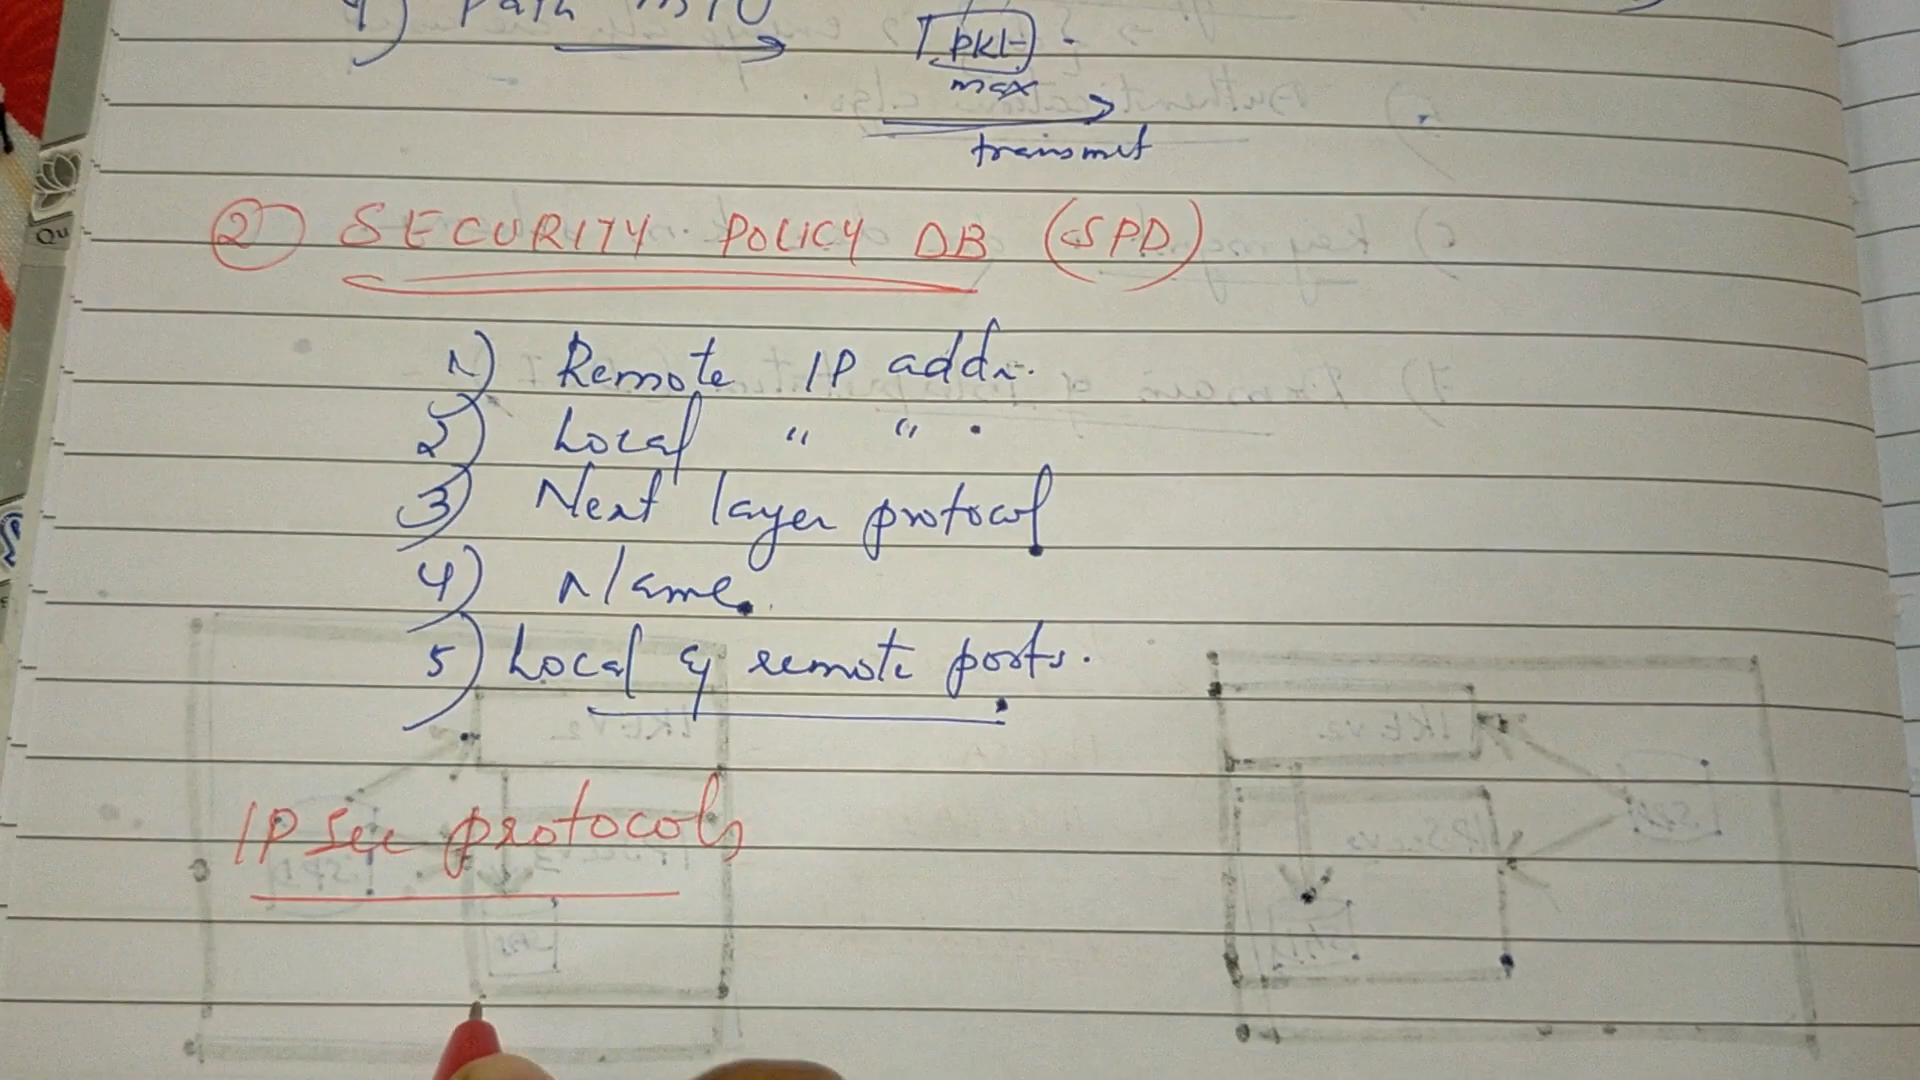 Path MTU
pkt
max
transmit
② SECURITY POLICY DB (SPD)
1) Remote IP addr.
2) Local " " .
3) Next layer protocol
4) Name.
5) Local & remote ports.
IP Sec protocols